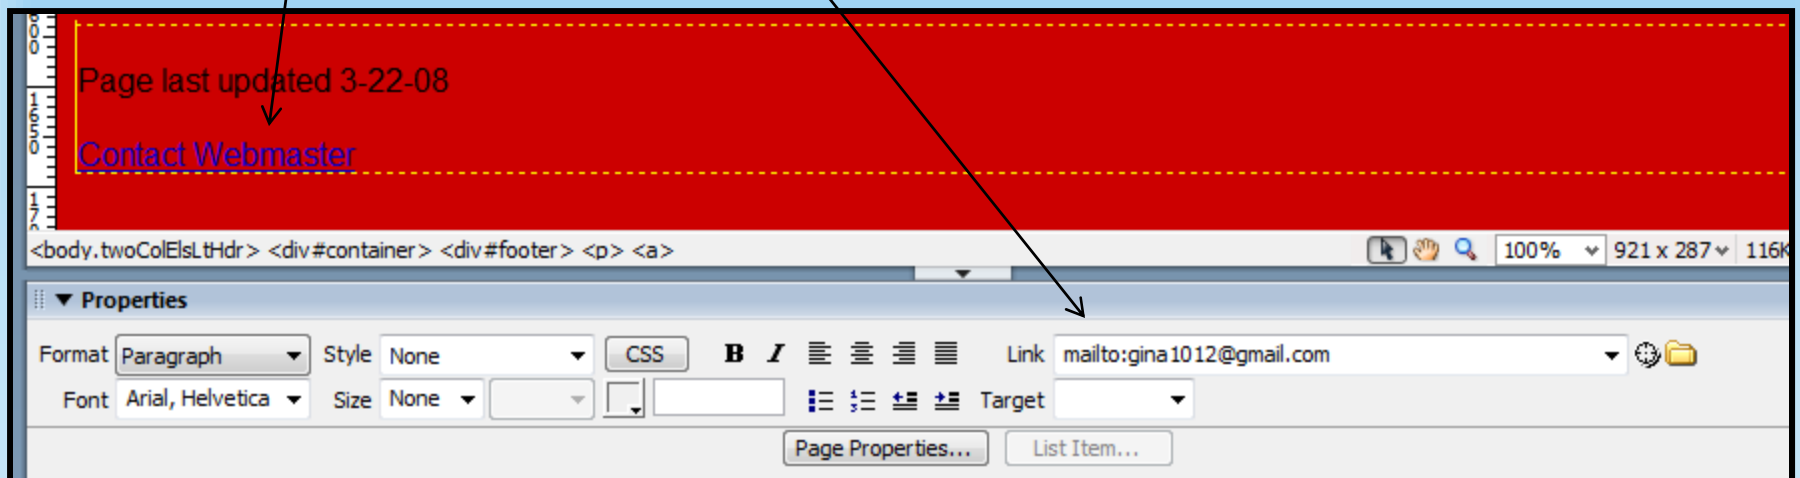 Page last updated 3-22-08
Contact Webmaster
<body.twoColElsLtHdr> <div#container> <div#footer> <p> <a>
100% 921 x 287 116K
Properties
Format Paragraph Style None CSS B I Link mailto:gina1012@gmail.com
Font Arial, Helvetica Size None Target
Page Properties... List Item...